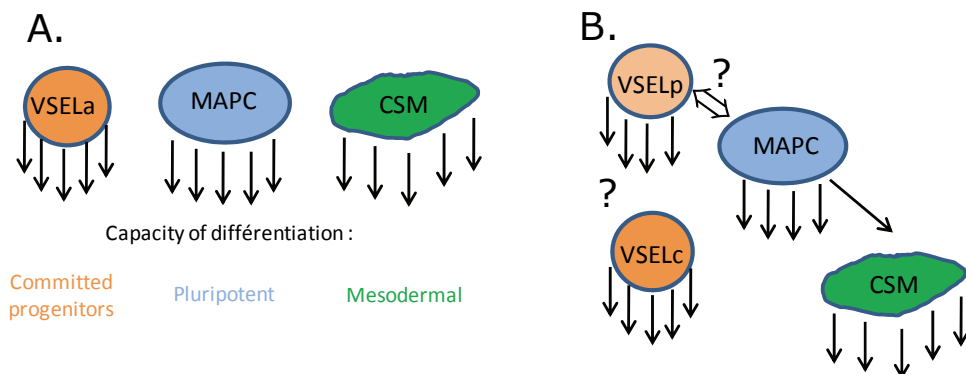 A.
VSELa
MAPC
CSM
Capacity of différentiation :
Committed
progenitors
Pluripotent
Mesodermal
B.
VSELp
?
MAPC
?
VSELc
CSM